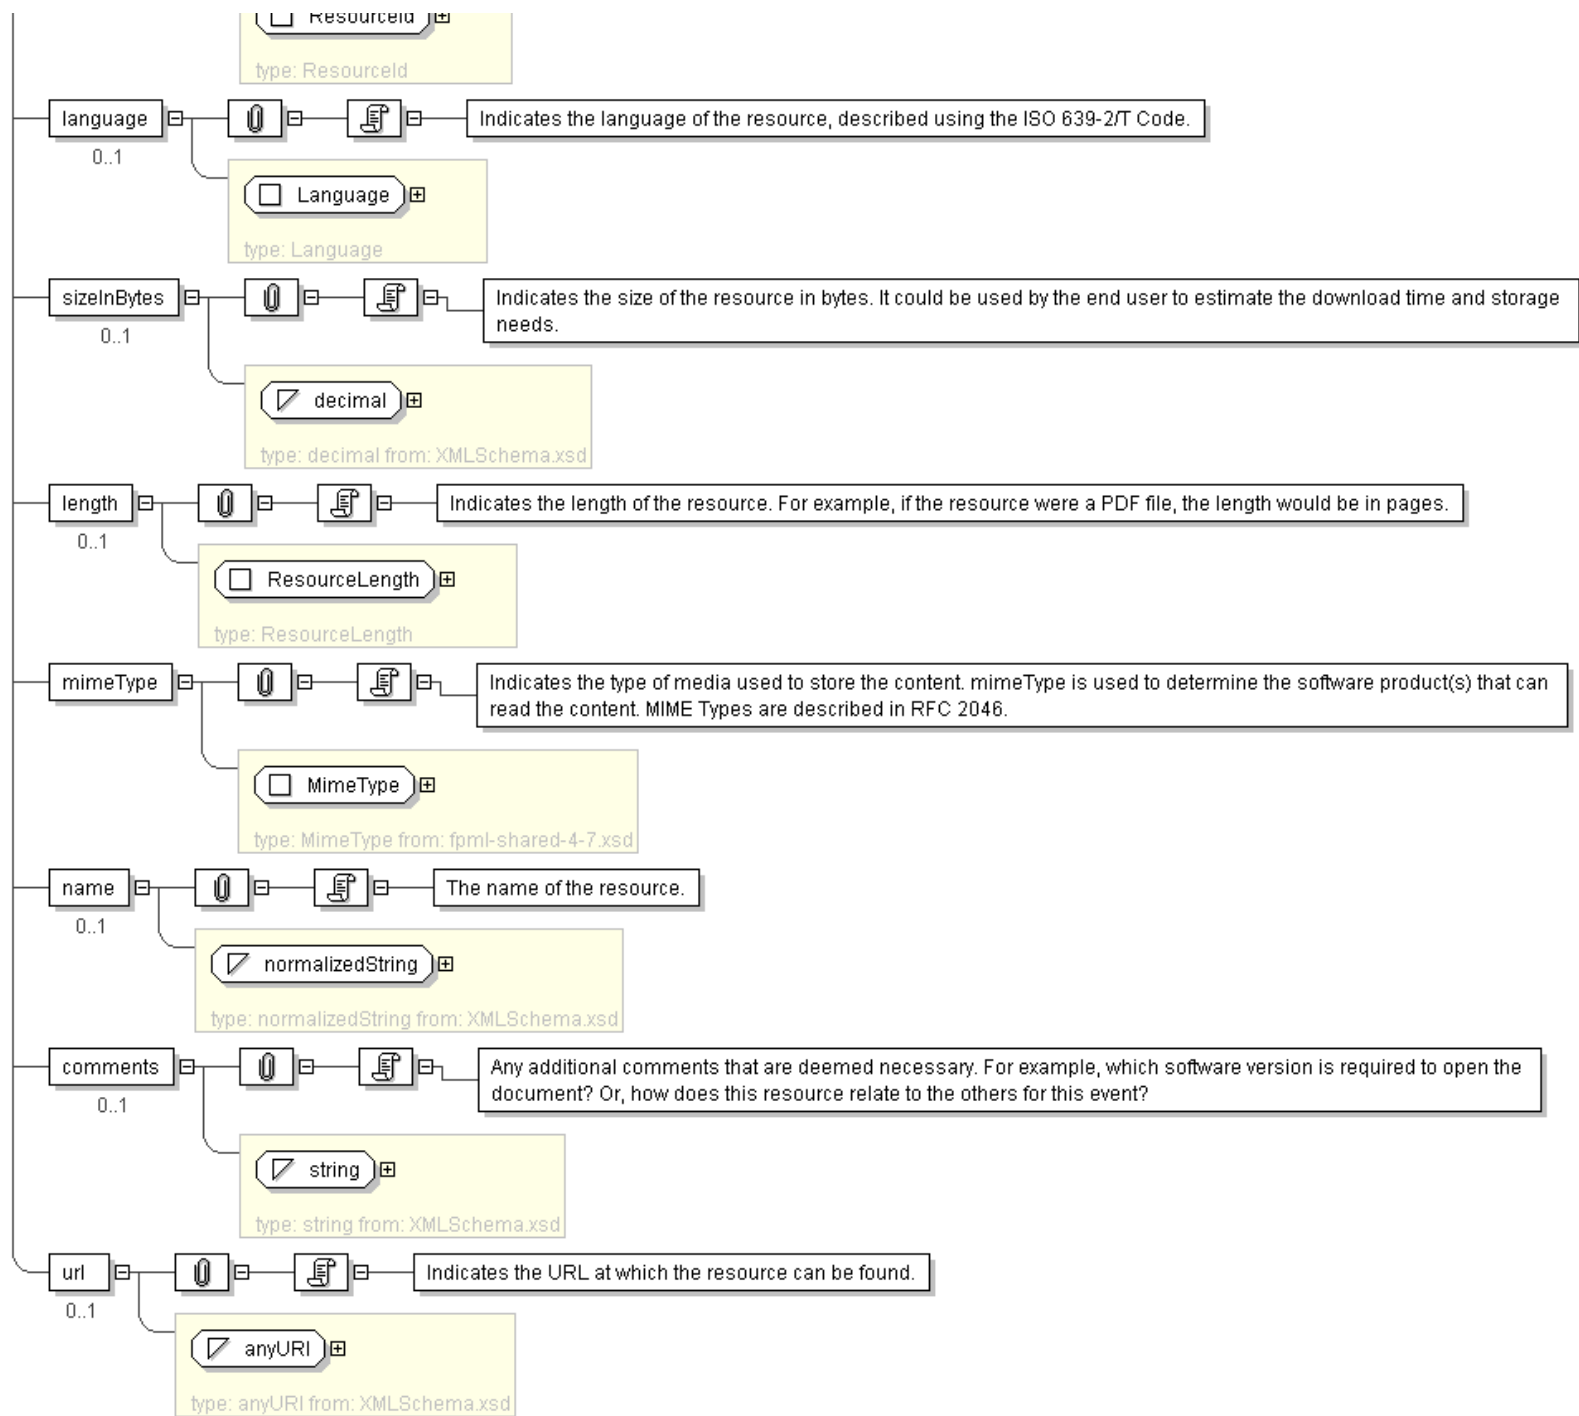 ResourceId
type: ResourceId
language
Indicates the language of the resource, described using the ISO 639-2/T Code.
0..1
Language
type: Language
sizeInBytes
Indicates the size of the resource in bytes. It could be used by the end user to estimate the download time and storage
needs.
0..1
decimal
type: decimal from: XMLSchema.xsd
length
Indicates the length of the resource. For example, if the resource were a PDF file, the length would be in pages.
0..1
ResourceLength
type: ResourceLength
mimeType
Indicates the type of media used to store the content. mimeType is used to determine the software product(s) that can
read the content. MIME Types are described in RFC 2046.
MimeType
type: MimeType from: fpml-shared-4-7.xsd
name
The name of the resource.
0..1
normalizedString
type: normalizedString from: XMLSchema.xsd
comments
Any additional comments that are deemed necessary. For example, which software version is required to open the
document? Or, how does this resource relate to the others for this event?
0..1
string
type: string from: XMLSchema.xsd
url
Indicates the URL at which the resource can be found.
0..1
anyURI
type: anyURI from: XMLSchema.xsd